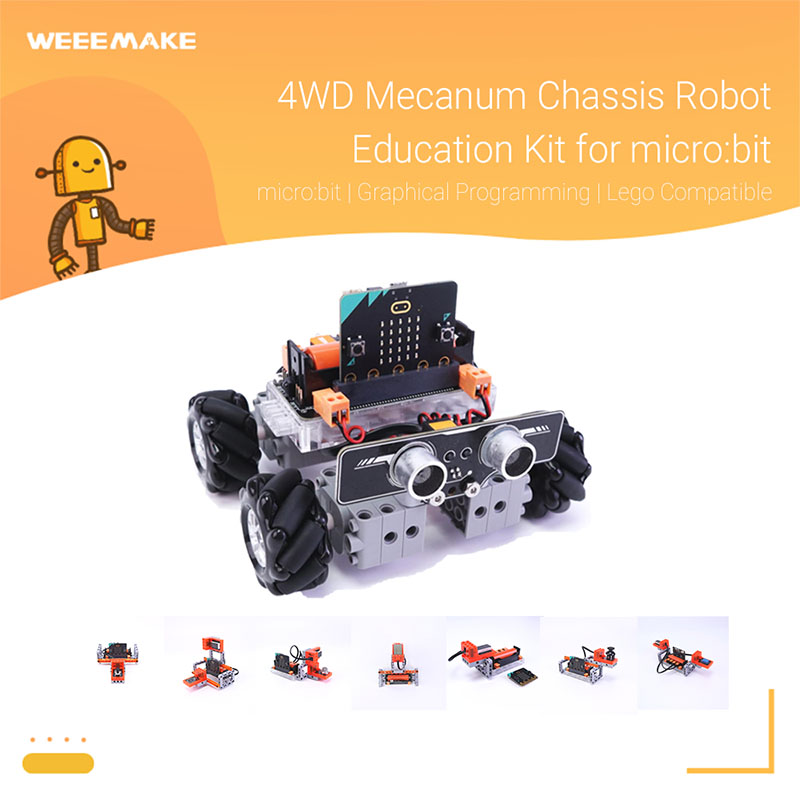 WEEEMAKE
4WD Mecanum Chassis Robot
Education Kit for micro:bit
micro:bit | Graphical Programming | Lego Compatible